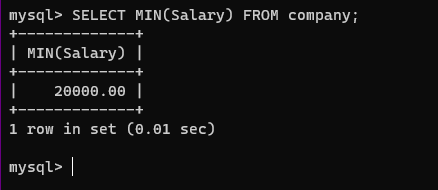 mysql> SELECT MIN(Salary) FROM company;
+-------------+
| MIN(Salary) |
+-------------+
|    20000.00 |
+-------------+
1 row in set (0.01 sec)
mysql>